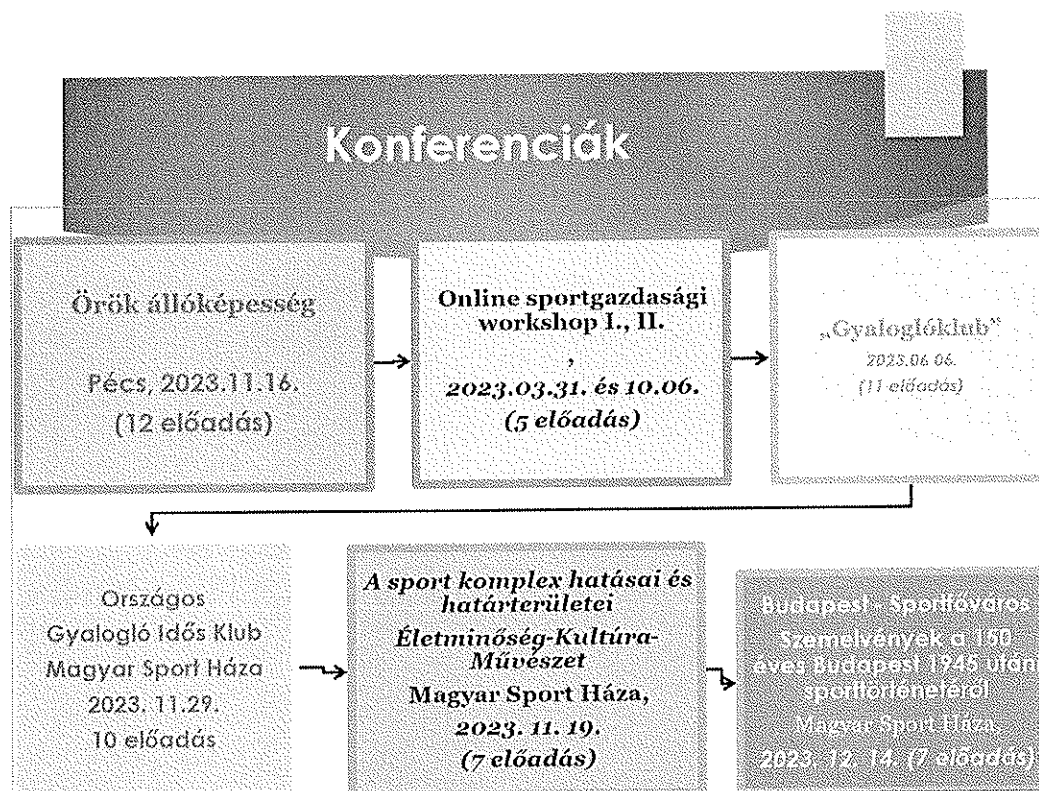 Konferenciák
Örök állóképesség
Pécs, 2023.11.16.
(12 előadás)
Online sportgazdasági
workshop I., II.
,
2023.03.31. és 10.06.
(5 előadás)
„Gyaloglóklub”
2023.06 06.
(11 előadás)
Országos
Gyalogló Idős Klub
Magyar Sport Háza
2023. 11.29.
10 előadás
A sport komplex hatásai és
határterületei
Életminőség-Kultúra-
Művészet
Magyar Sport Háza,
2023. 11. 19.
(7 előadás)
Budapest - Sportfőváros
Szemelvények a 150
éves Budapest 1945 utáni
sporttörténetéről
Magyar Sport Háza,
2023. 12. 14. (7 előadás)